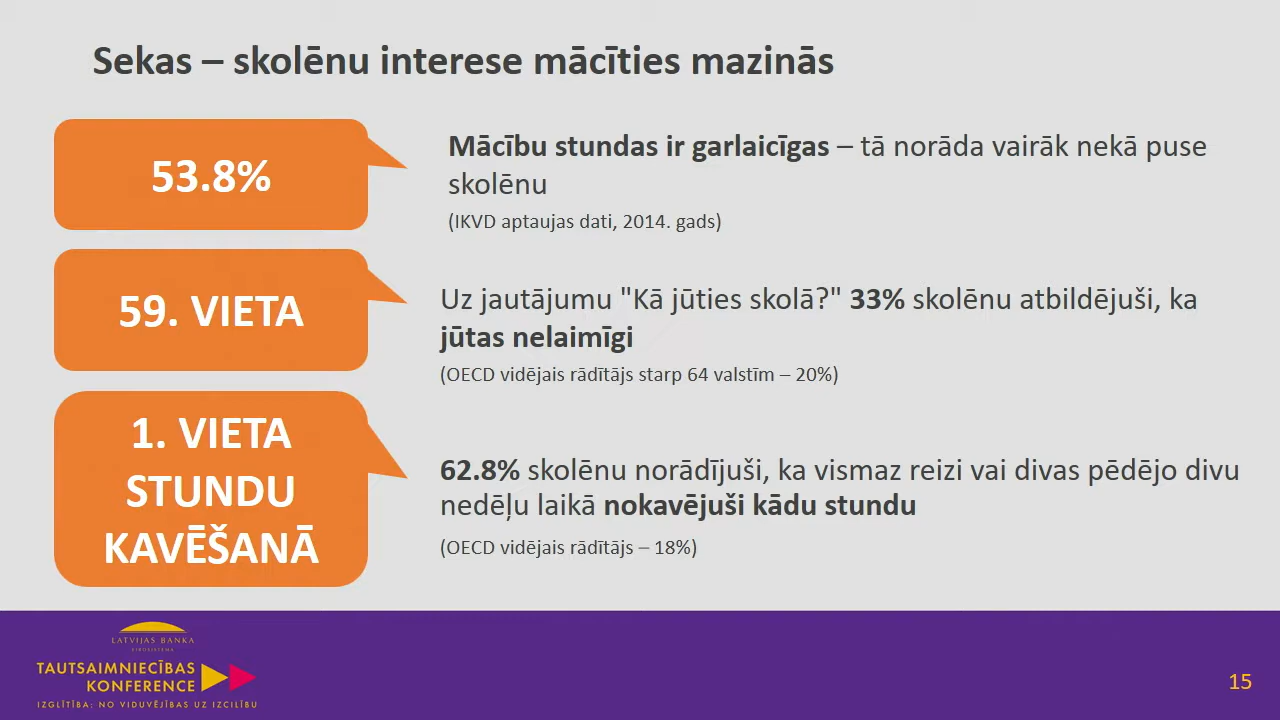 Sekas – skolēnu interese mācīties mazinās
53.8%
Mācību stundas ir garlaicīgas – tā norāda vairāk nekā puse
skolēnu
(IKVD aptaujas dati, 2014. gads)
59. VIETA
Uz jautājumu "Kā jūties skolā?" 33% skolēnu atbildējuši, ka
jūtas nelaimīgi
(OECD vidējais rādītājs starp 64 valstīm – 20%)
1. VIETA
STUNDU
KAVĒŠANĀ
62.8% skolēnu norādījuši, ka vismaz reizi vai divas pēdējo divu
nedēļu laikā nokavējuši kādu stundu
(OECD vidējais rādītājs – 18%)
LATVIJAS BANKA
EIROSISTĒMA
TAUTSAIMNIECĪBAS
KONFERENCE
IZGLĪTĪBA: NO VIDUVĒJĪBAS UZ IZCILĪBU
15